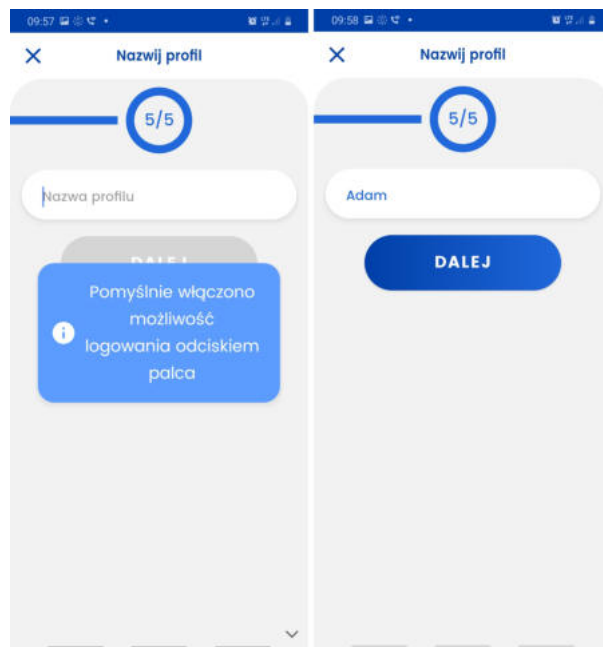 09:57
Nazwij profil
5/5
Nazwa profilu
DALEJ
Pomyślnie włączono
możliwość
logowania odciskiem
palca
09:58
Nazwij profil
5/5
Adam
DALEJ